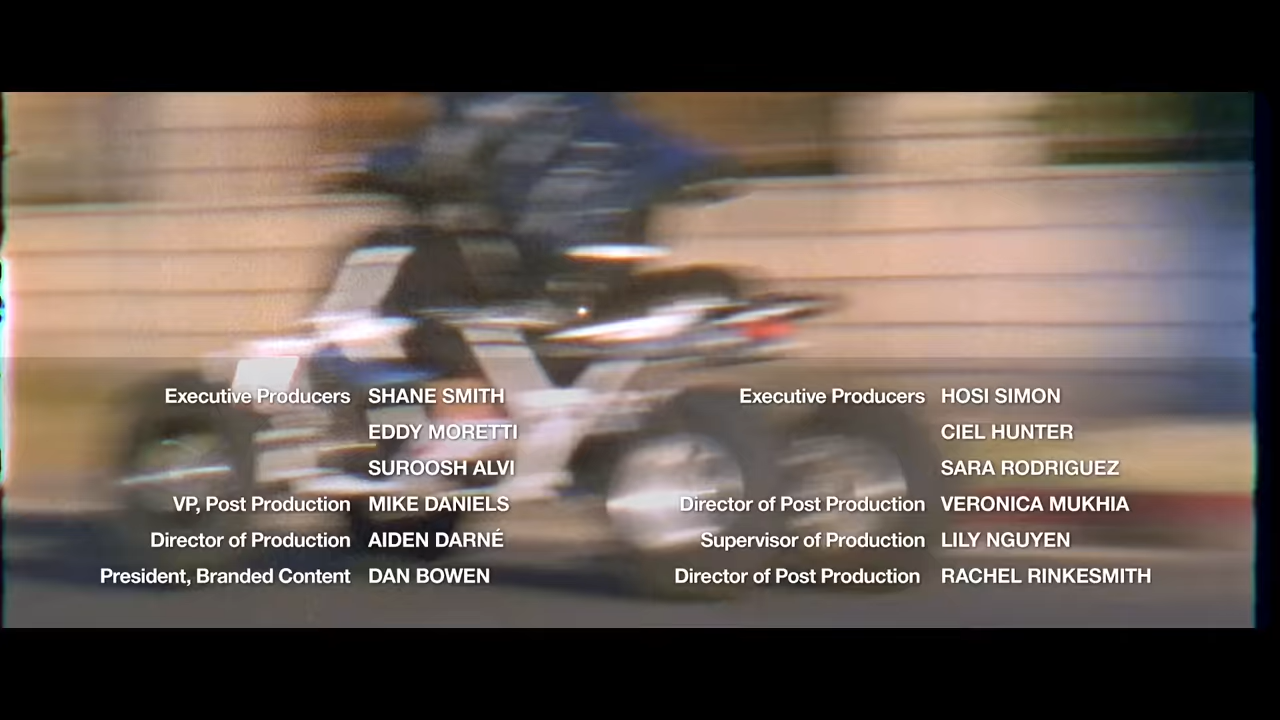 Executive Producers SHANE SMITH
EDDY MORETTI
SUROOSH ALVI
VP, Post Production MIKE DANIELS
Director of Production AIDEN DARNÉ
President, Branded Content DAN BOWEN
Executive Producers HOSI SIMON
CIEL HUNTER
SARA RODRIGUEZ
Director of Post Production VERONICA MUKHIA
Supervisor of Production LILY NGUYEN
Director of Post Production RACHEL RINKESMITH